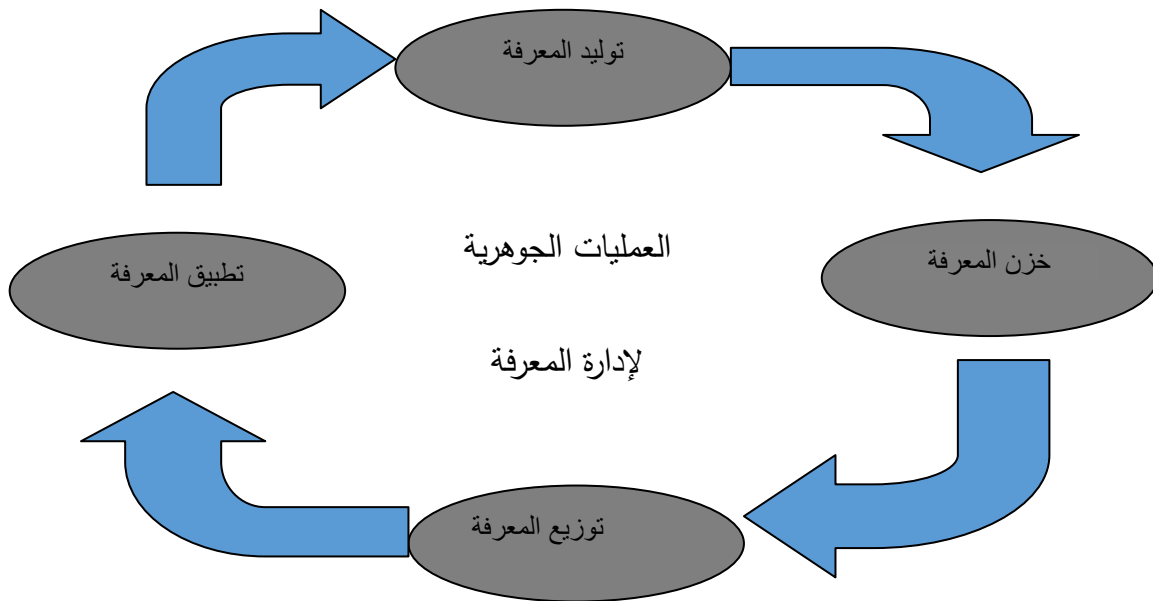 توليد المعرفة
العمليات الجوهرية
خزن المعرفة
تطبيق المعرفة
لإدارة المعرفة
توزيع المعرفة